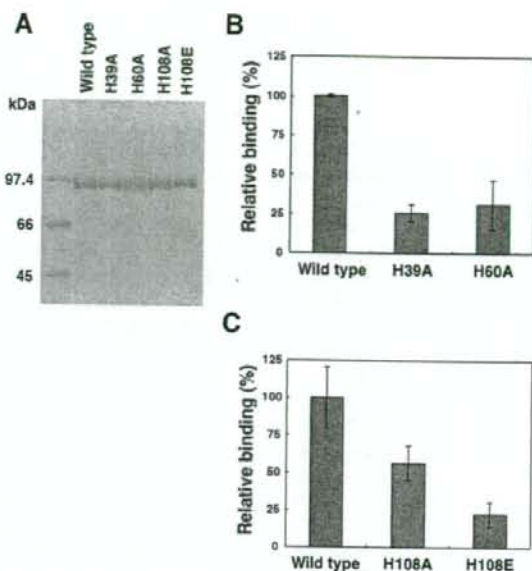 A
Wild type
H39A
H60A
H108A
H108E
kDa
97.4
66
45
B
Relative binding (%)
125
100
75
50
25
0
Wild type
H39A
H60A
C
Relative binding (%)
125
100
75
50
25
0
Wild type
H108A
H108E